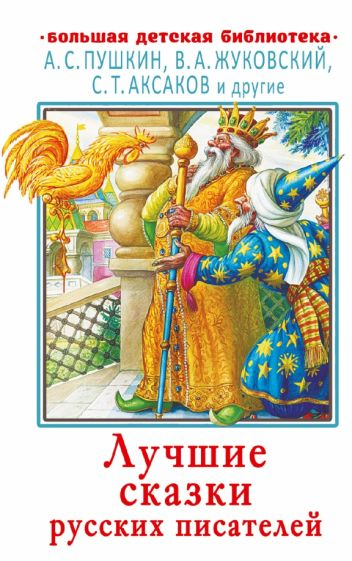 ·БОЛЬШАЯ ДЕТСКАЯ БИБЛИОТЕКА·
А. С. ПУШКИН, В. А. ЖУКОВСКИЙ,
С. Т. АКСАКОВ и другие
Лучшие
сказки
русских писателей